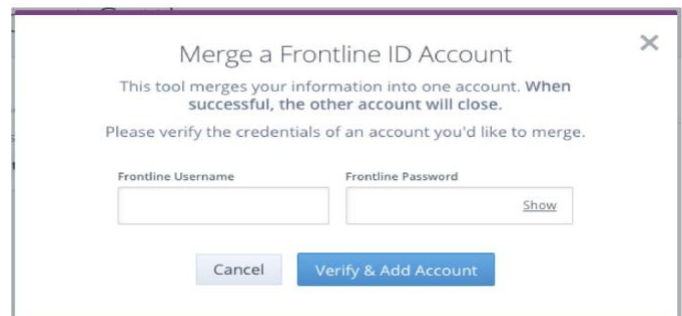 Merge a Frontline ID Account
This tool merges your information into one account. When
successful, the other account will close.
Please verify the credentials of an account you'd like to merge.
Frontline Username
Frontline Password
Show
Cancel
Verify & Add Account